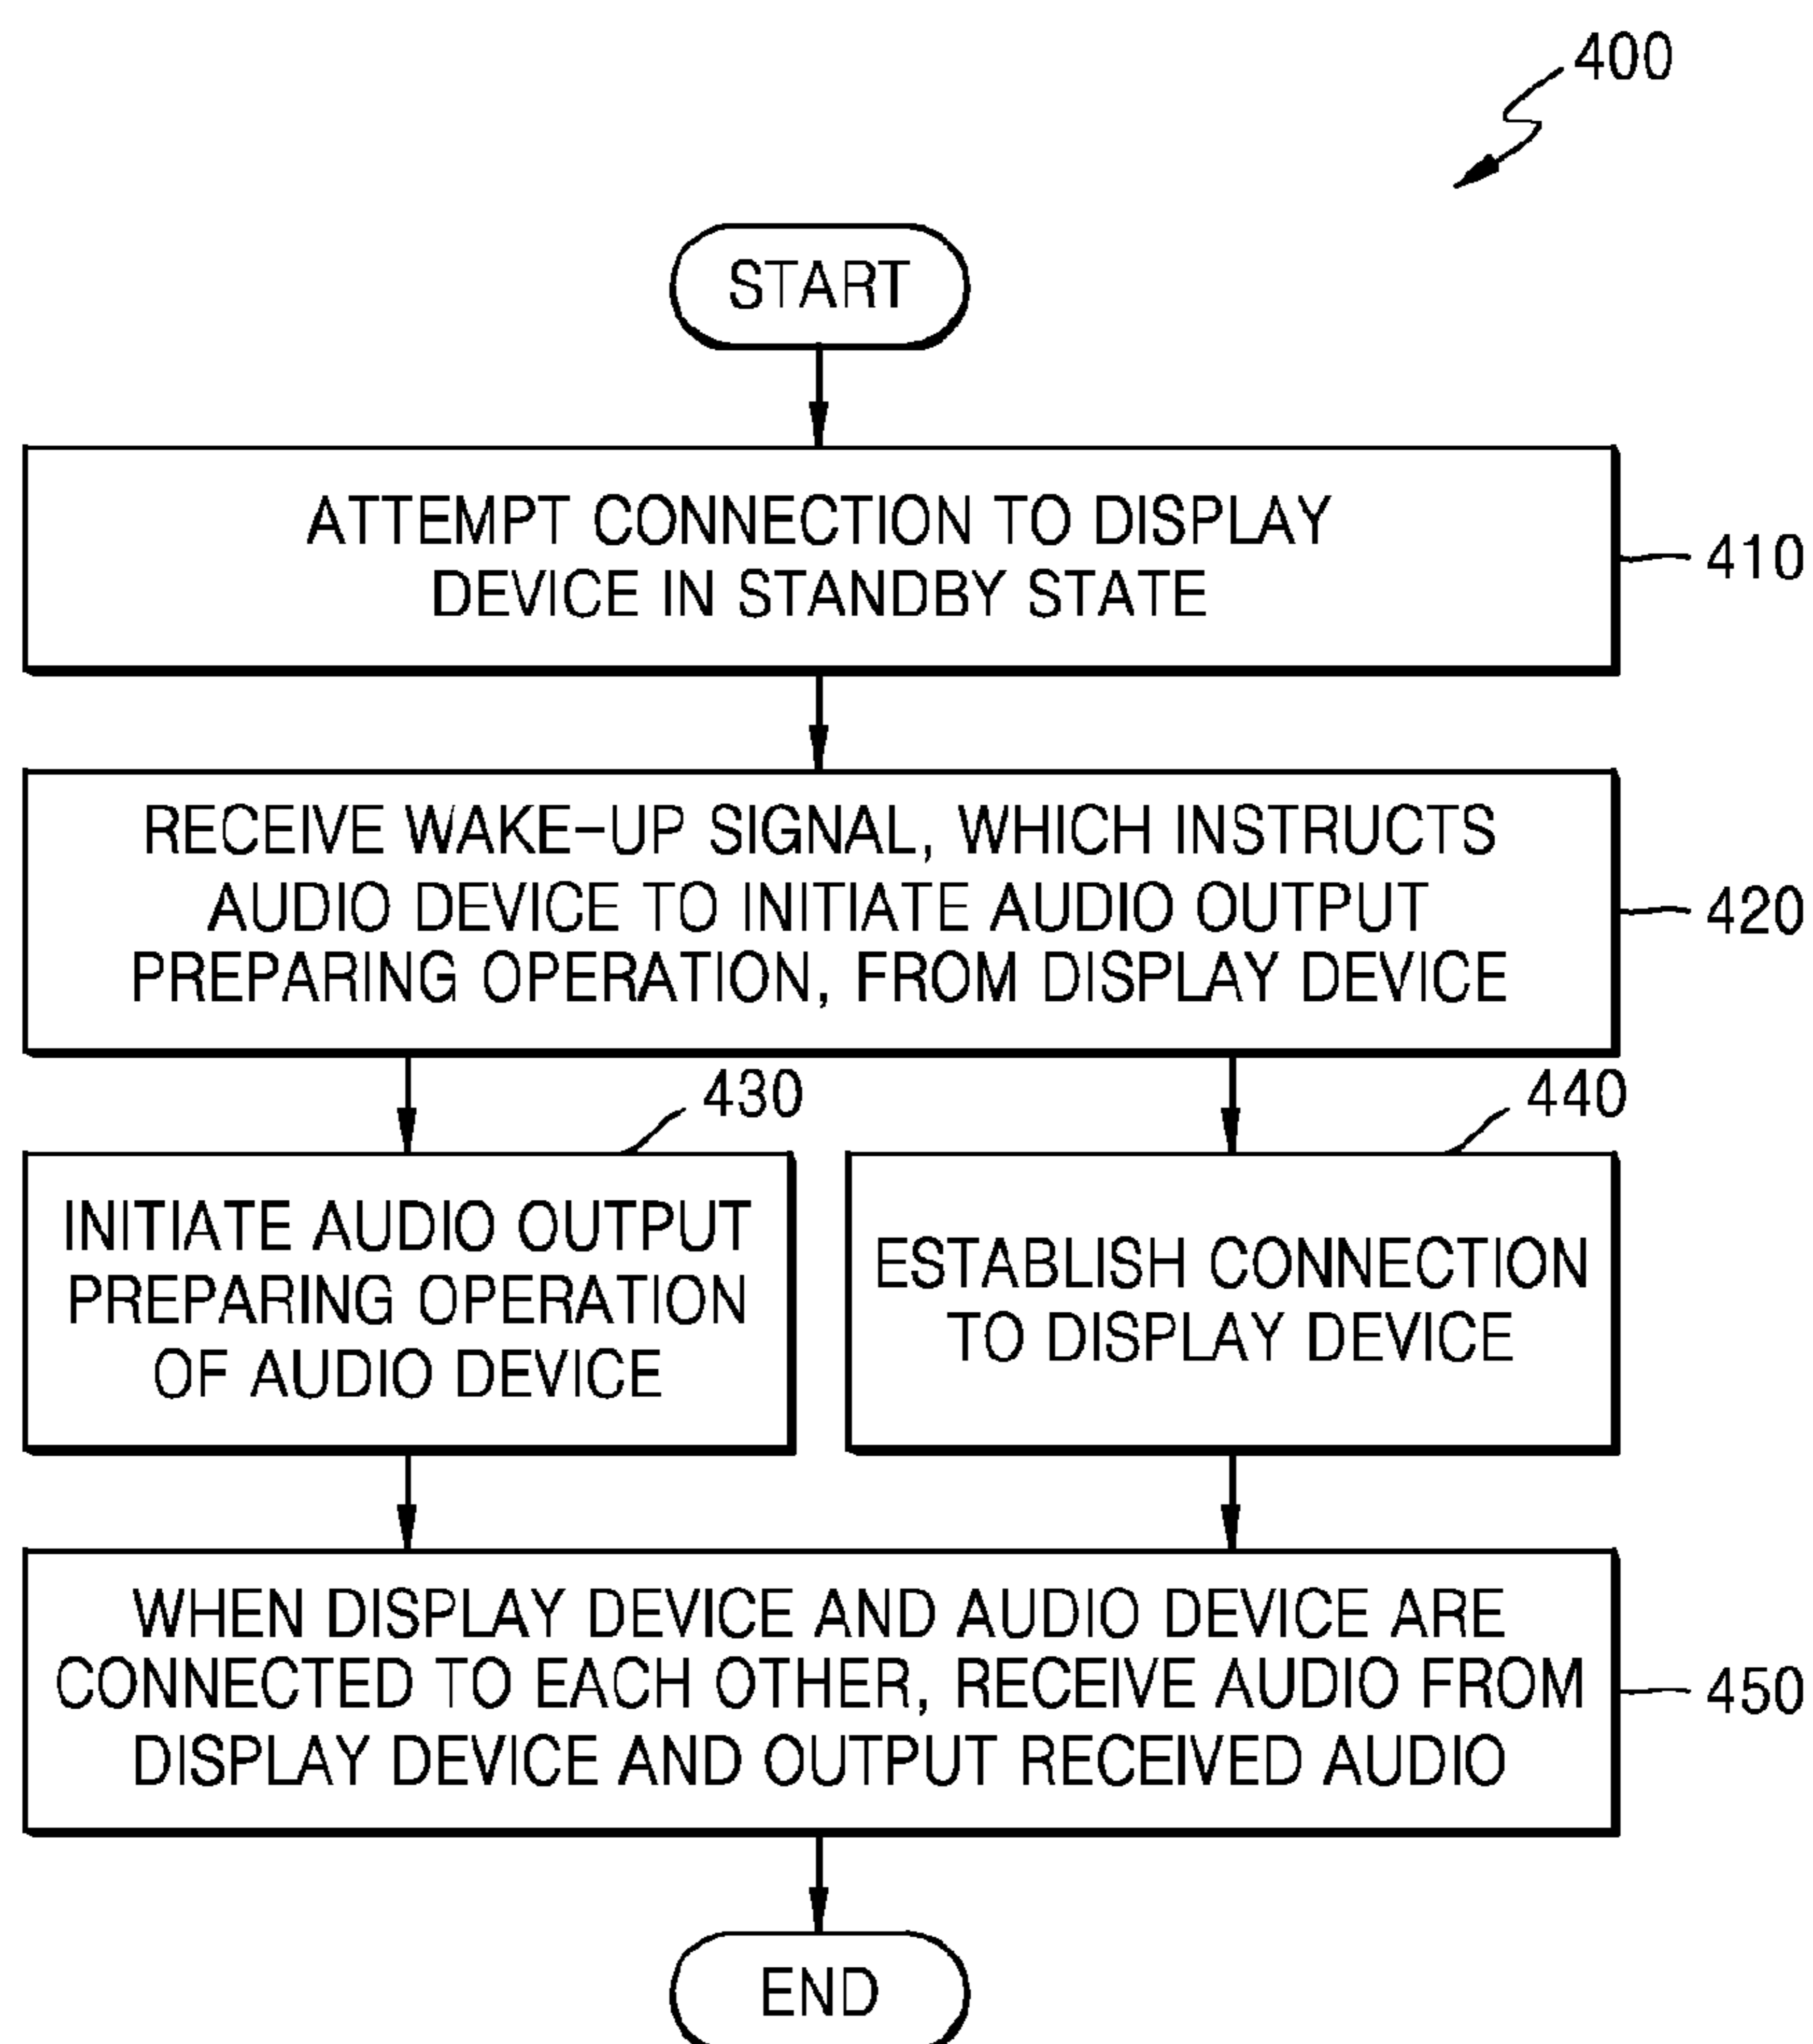 400
START
ATTEMPT CONNECTION TO DISPLAY
DEVICE IN STANDBY STATE
410
RECEIVE WAKE-UP SIGNAL, WHICH INSTRUCTS
AUDIO DEVICE TO INITIATE AUDIO OUTPUT
PREPARING OPERATION, FROM DISPLAY DEVICE
420
430
INITIATE AUDIO OUTPUT
PREPARING OPERATION
OF AUDIO DEVICE
440
ESTABLISH CONNECTION
TO DISPLAY DEVICE
WHEN DISPLAY DEVICE AND AUDIO DEVICE ARE
CONNECTED TO EACH OTHER, RECEIVE AUDIO FROM
DISPLAY DEVICE AND OUTPUT RECEIVED AUDIO
450
END